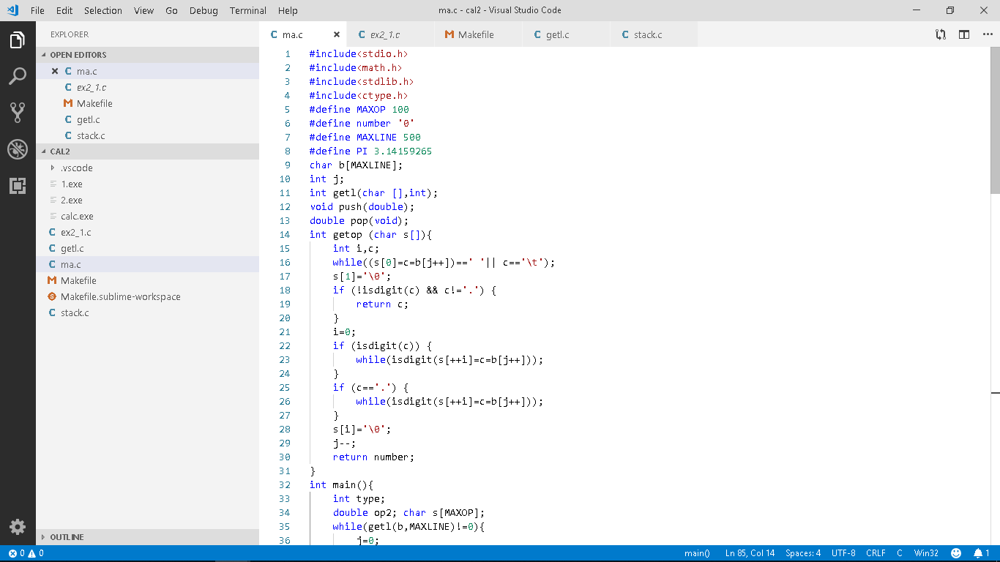 File Edit Selection View Go Debug Terminal Help ma.c - cal2 - Visual Studio Code
EXPLORER
OPEN EDITORS
ma.c
ex2_1.c
Makefile
getl.c
stack.c
CAL2
.vscode
1.exe
2.exe
calc.exe
ex2_1.c
getl.c
ma.c
Makefile
Makefile.sublime-workspace
stack.c
OUTLINE
ma.c ex2_1.c Makefile getl.c stack.c
1 #include<stdio.h>
2 #include<math.h>
3 #include<stdlib.h>
4 #include<ctype.h>
5 #define MAXOP 100
6 #define number '0'
7 #define MAXLINE 500
8 #define PI 3.14159265
9 char b[MAXLINE];
10 int j;
11 int getl(char [],int);
12 void push(double);
13 double pop(void);
14 int getop (char s[]){
15 int i,c;
16 while((s[0]=c=b[j++])==' '|| c=='\t');
17 s[1]='\0';
18 if (!isdigit(c) && c!='.') {
19 return c;
20 }
21 i=0;
22 if (isdigit(c)) {
23 while(isdigit(s[++i]=c=b[j++]));
24 }
25 if (c=='.') {
26 while(isdigit(s[++i]=c=b[j++]));
27 }
28 s[i]='\0';
29 j--;
30 return number;
31 }
32 int main(){
33 int type;
34 double op2; char s[MAXOP];
35 while(getl(b,MAXLINE)!=0){
36 j=0;
0 0 main() Ln 85, Col 14 Spaces: 4 UTF-8 CRLF C Win32 1